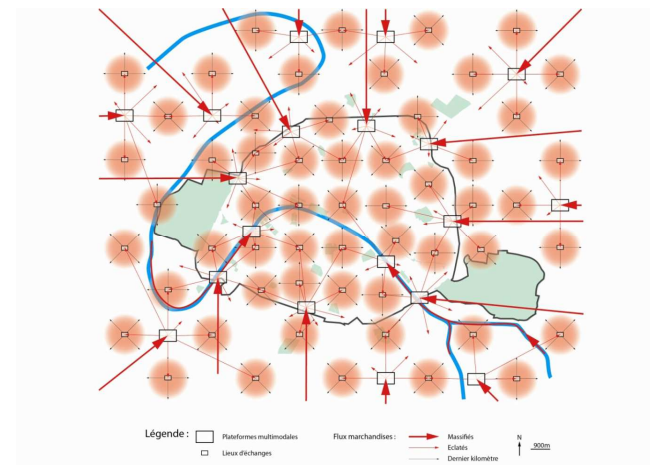 Légende :
Plateformes multimodales
Lieux d'échanges
Flux marchandises :
Massifiés
Eclatés
Dernier kilomètre
N
900m